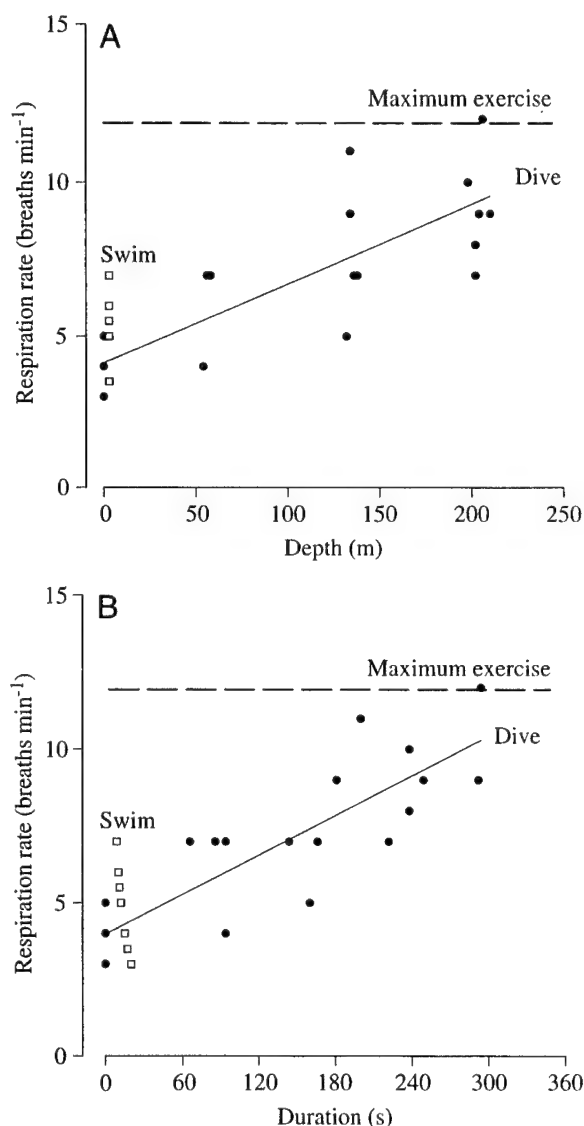 A
15
10
5
0
Respiration rate (breaths min⁻¹)
Maximum exercise
Dive
Swim
0 50 100 150 200 250
Depth (m)
B
15
10
5
0
Respiration rate (breaths min⁻¹)
Maximum exercise
Dive
Swim
0 60 120 180 240 300 360
Duration (s)